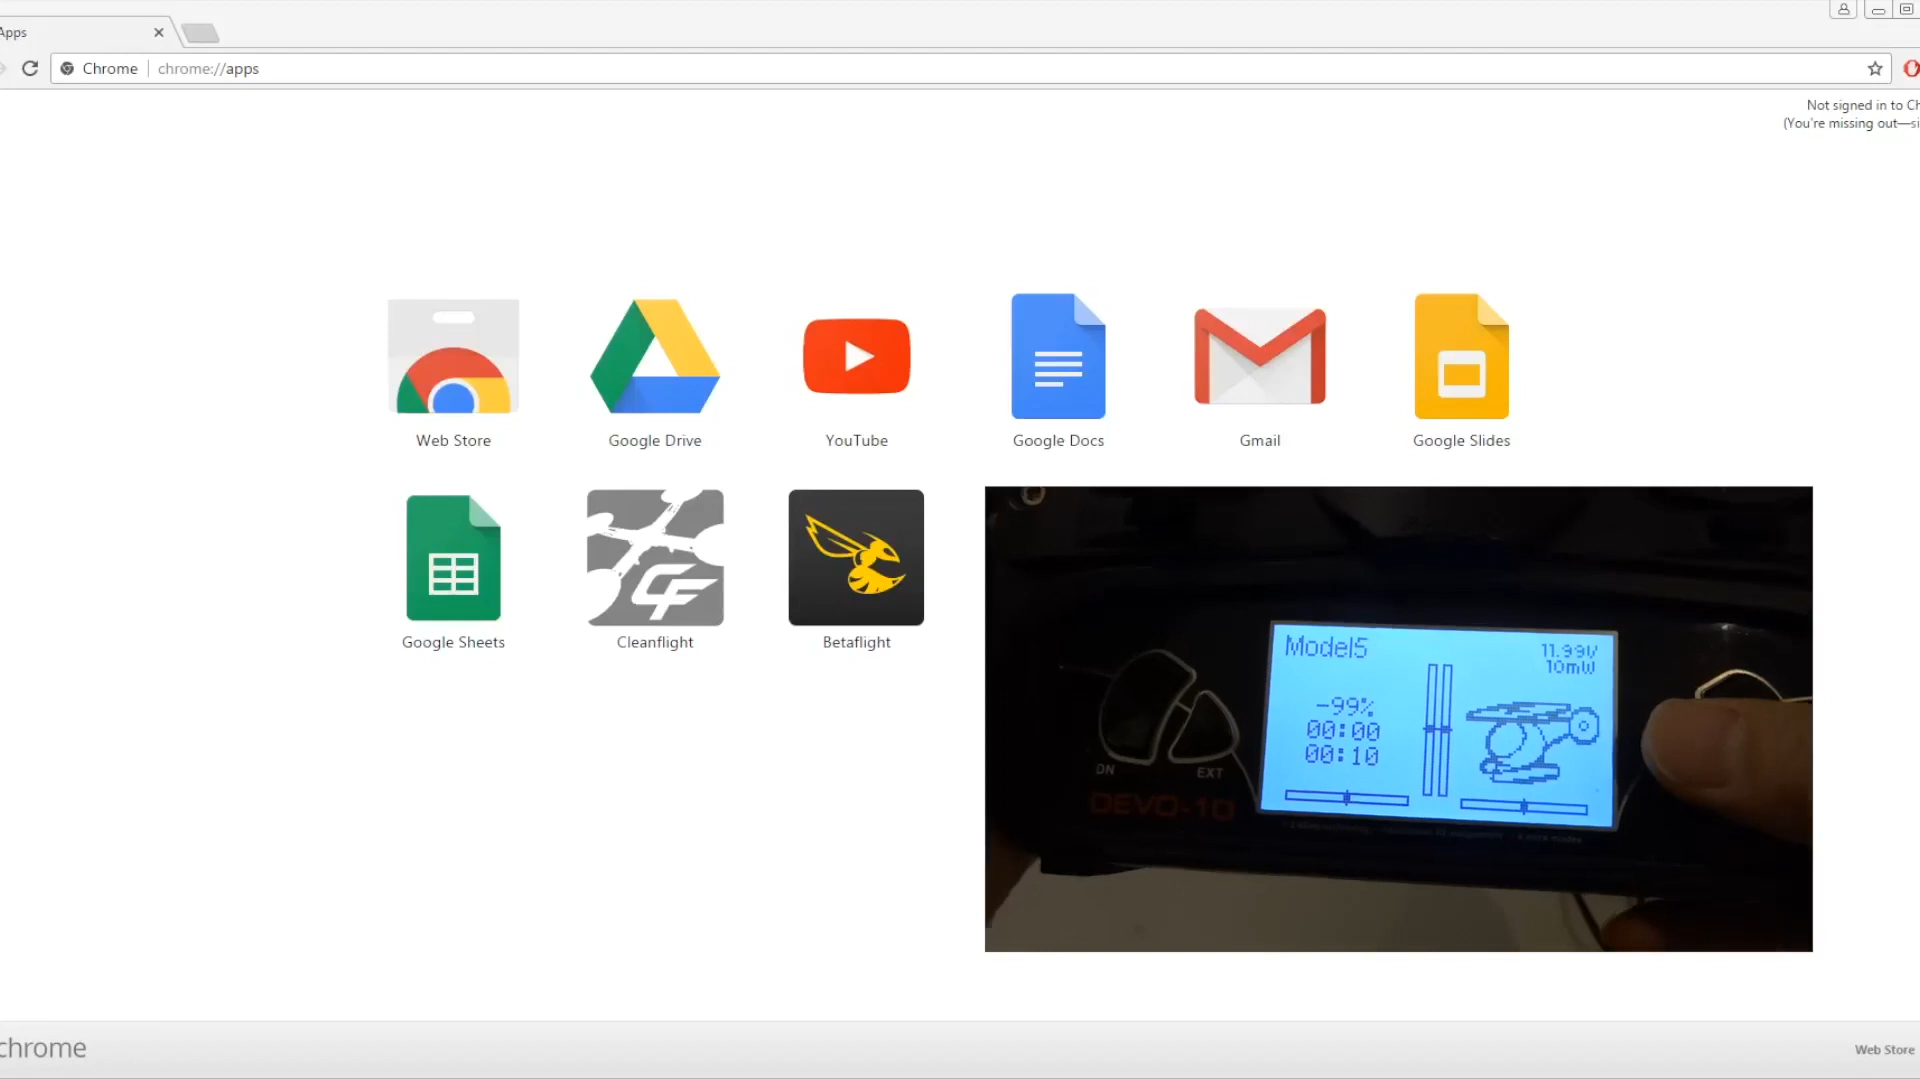 Apps
Chrome chrome://apps
Not signed in to Ch
(You're missing out—si
Web Store
Google Drive
YouTube
Google Docs
Gmail
Google Slides
Google Sheets
Cleanflight
Betaflight
CF
Model5
11.99V
10mW
-99%
00:00
00:10
DN
EXT
DEVO-10
chrome
Web Store